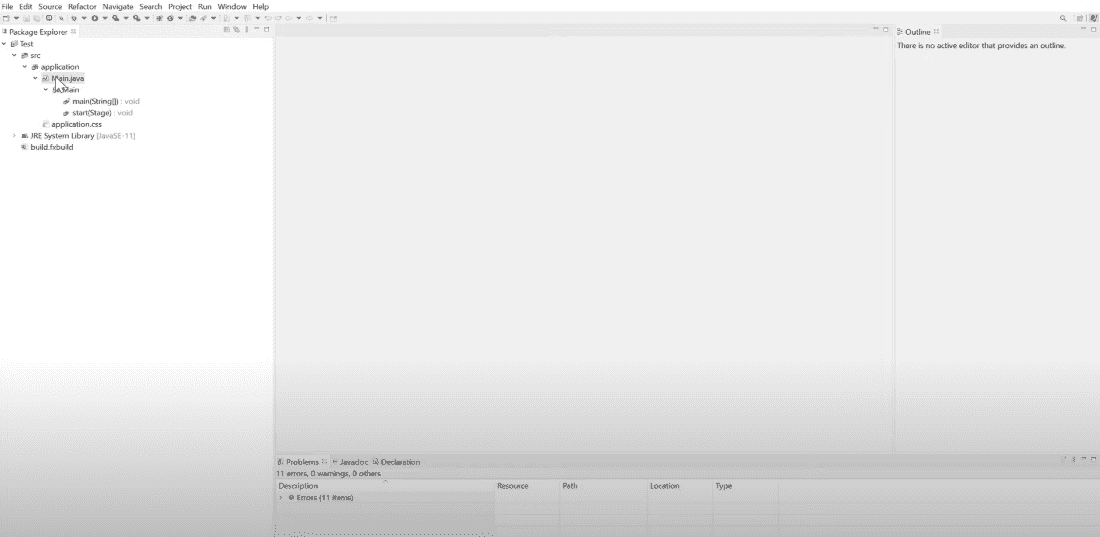 File Edit Source Refactor Navigate Search Project Run Window Help
Package Explorer
Outline
There is no active editor that provides an outline.
Test
src
application
Main.java
Main
main(String[]) : void
start(Stage) : void
application.css
JRE System Library [JavaSE-11]
build.fxbuild
Problems Javadoc Declaration
11 errors, 0 warnings, 0 others
Description Resource Path Location Type
Errors (11 items)